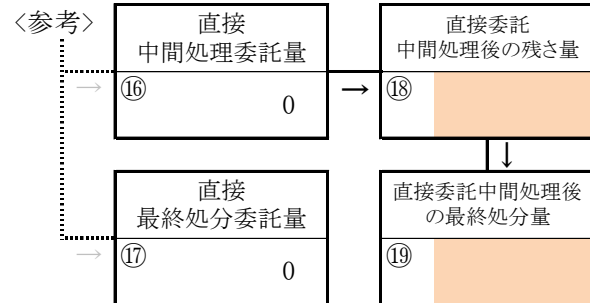 〈参考〉
直接
中間処理委託量
→
⑯
0
→
直接委託
中間処理後の残さ量
⑱
↓
直接
最終処分委託量
→
⑰
0
直接委託中間処理後
の最終処分量
⑲